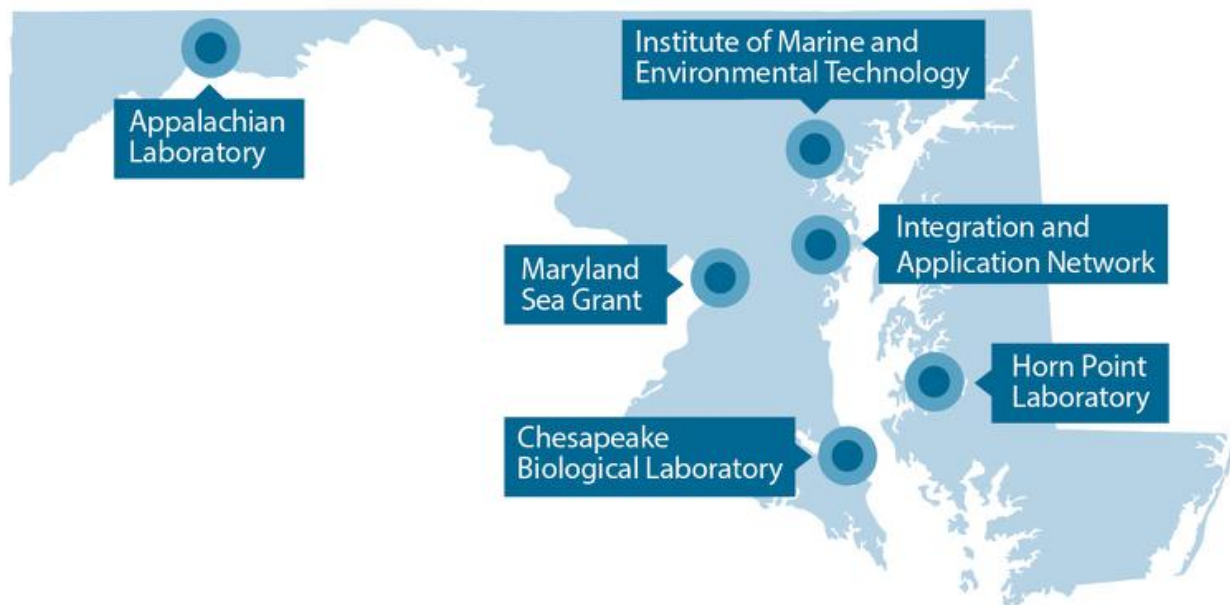 Institute of Marine and
Environmental Technology
Appalachian
Laboratory
Integration and
Application Network
Maryland
Sea Grant
Horn Point
Laboratory
Chesapeake
Biological Laboratory